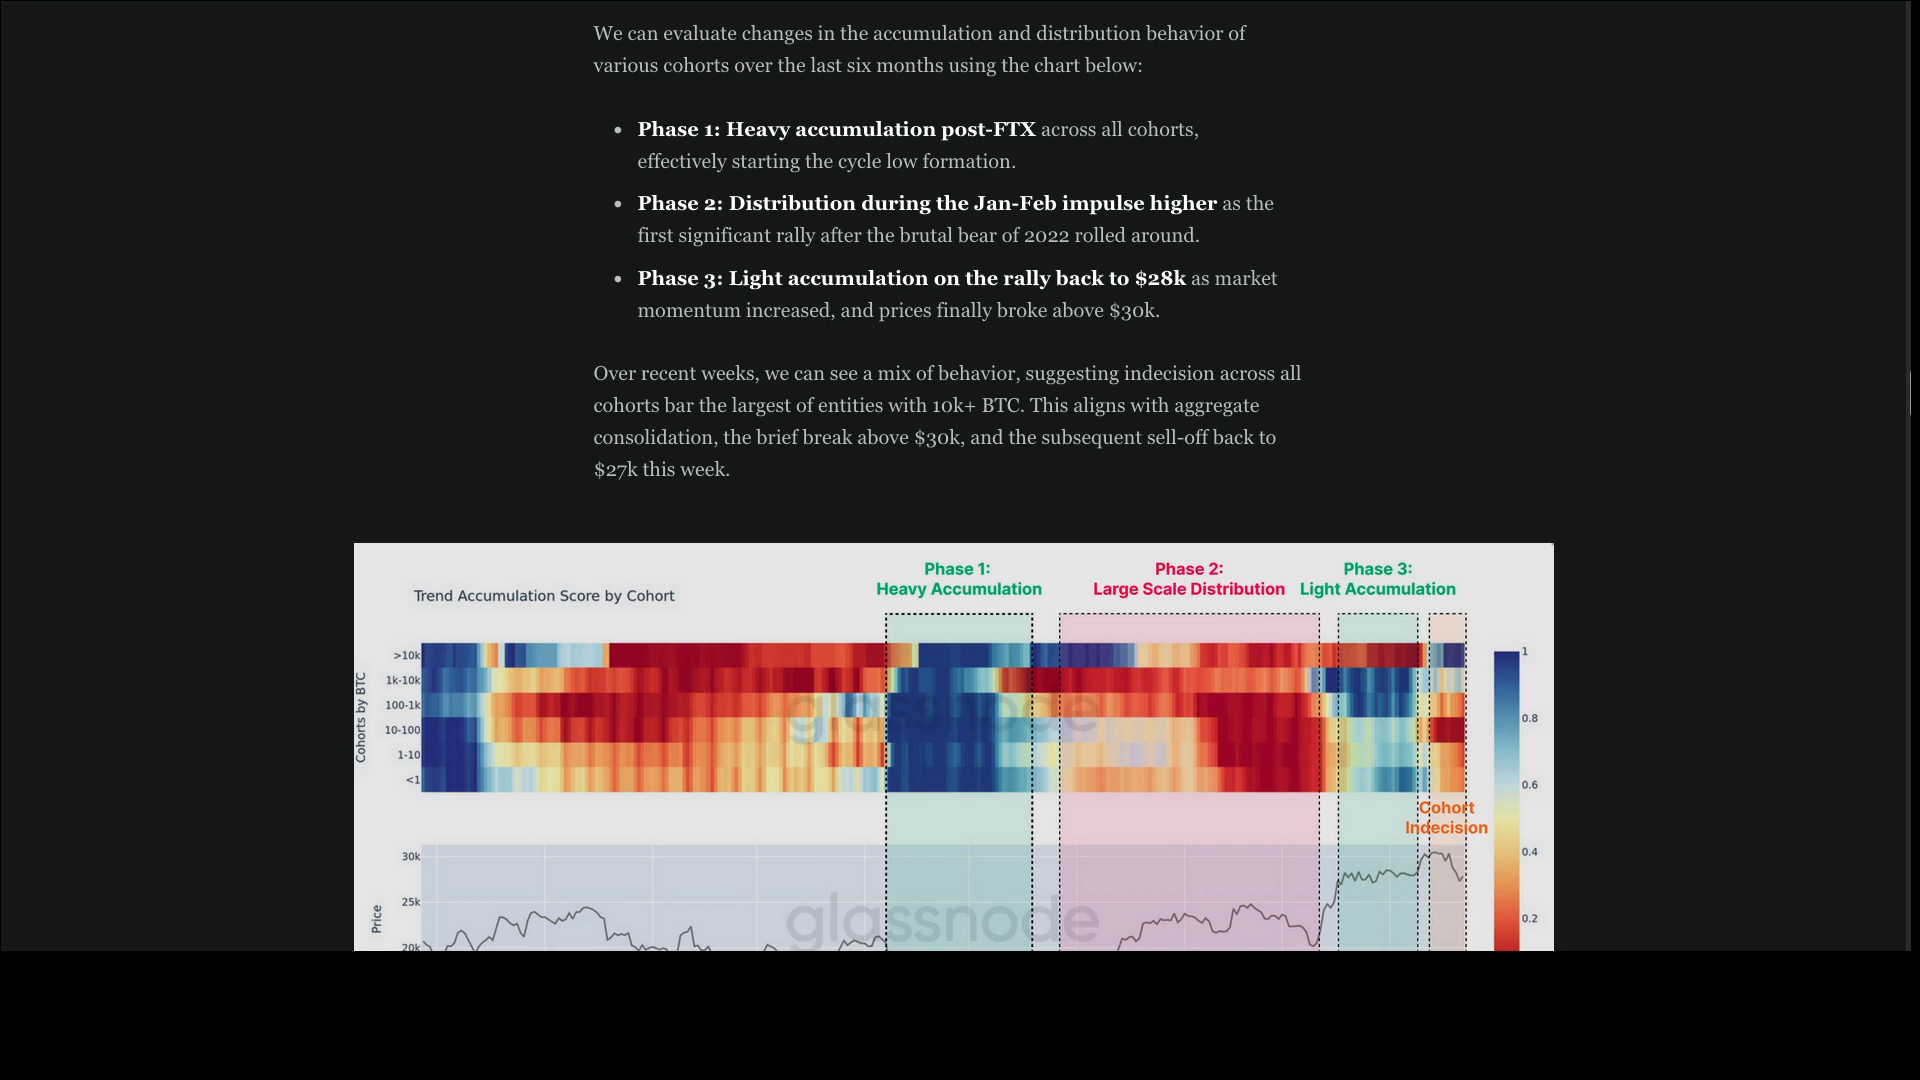 We can evaluate changes in the accumulation and distribution behavior of
various cohorts over the last six months using the chart below:
• Phase 1: Heavy accumulation post-FTX across all cohorts,
effectively starting the cycle low formation.
• Phase 2: Distribution during the Jan-Feb impulse higher as the
first significant rally after the brutal bear of 2022 rolled around.
• Phase 3: Light accumulation on the rally back to $28k as market
momentum increased, and prices finally broke above $30k.
Over recent weeks, we can see a mix of behavior, suggesting indecision across all
cohorts bar the largest of entities with 10k+ BTC. This aligns with aggregate
consolidation, the brief break above $30k, and the subsequent sell-off back to
$27k this week.
Trend Accumulation Score by Cohort
Phase 1:
Heavy Accumulation
Phase 2:
Large Scale Distribution
Phase 3:
Light Accumulation
Cohorts by BTC
>10k
1k-10k
100-1k
10-100
1-10
<1
glassnode
1
0.8
0.6
0.4
0.2
Cohort
Indecision
Price
30k
25k
20k
glassnode